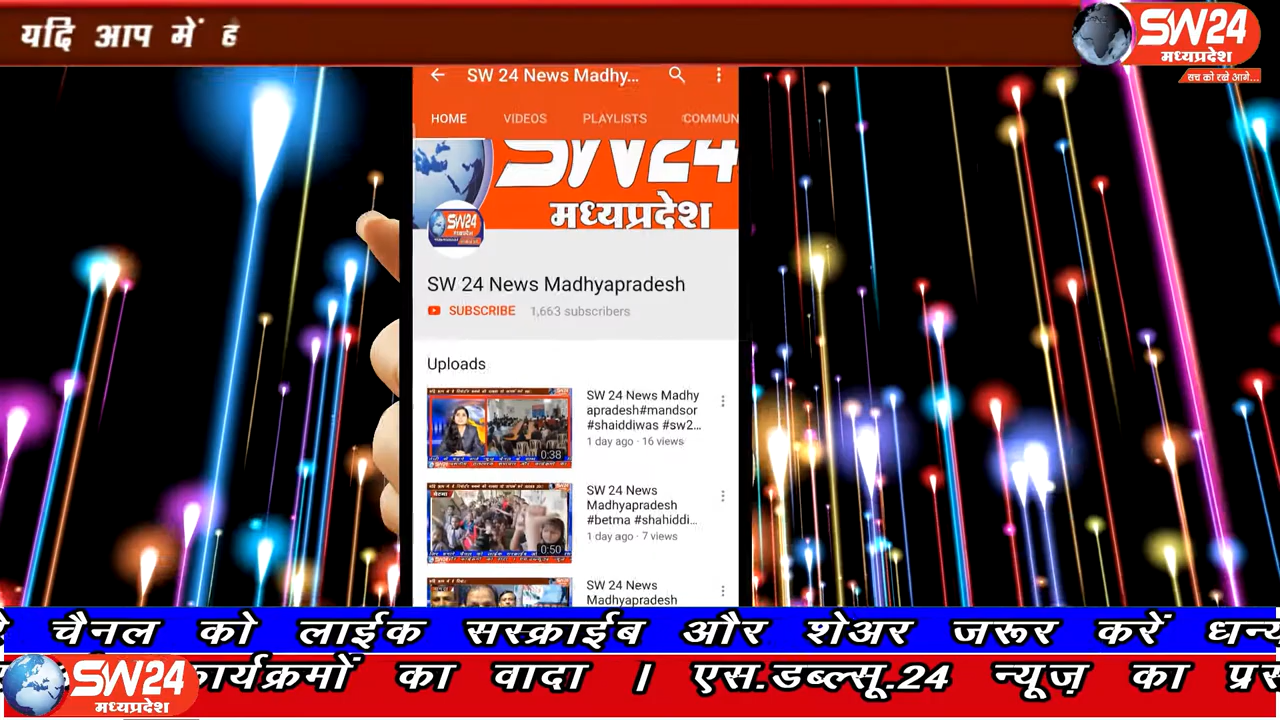 यदि आप में ह
SW24
मध्यप्रदेश
सच को रखे आगे...
SW 24 News Madhy...
HOME VIDEOS PLAYLISTS COMMUN
SW24
मध्यप्रदेश
SW24
SW 24 News Madhyapradesh
SUBSCRIBE 1,663 subscribers
Uploads
SW 24 News Madhy
apradesh#mandsor
#shaiddiwas #sw2...
1 day ago · 16 views
0:38
SW 24 News
Madhyapradesh
#betma #shahiddi...
1 day ago · 7 views
0:50
SW 24 News
Madhyapradesh
रे चैनल को लाईक सस्क्राईब और शेअर जरूर करें धन्य
कार्यक्रमों का वादा । एस.डब्ल्सू.24 न्यूज़ का प्रस
SW24
मध्यप्रदेश